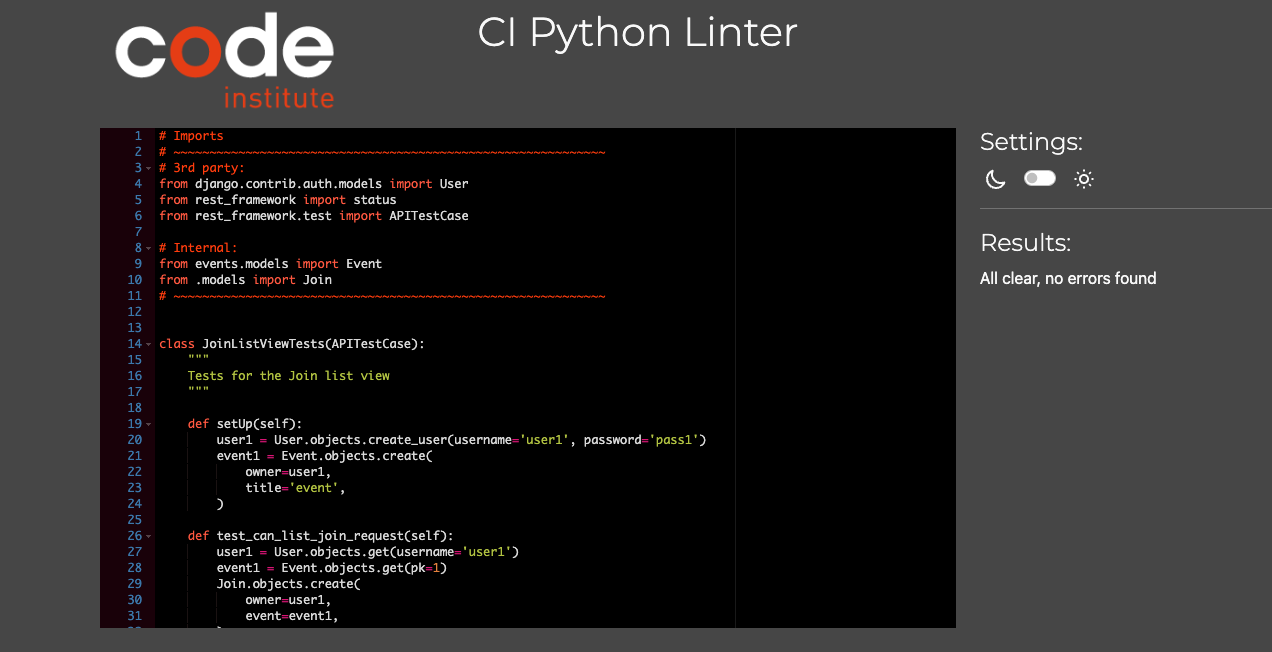 code
institute
CI Python Linter
1 # Imports
2 # ~~~~~~~~~~~~~~~~~~~~~~~~~~~~~~~~~~~~~~~~~~~~~~~~~~~~~~~~~~~~
3 # 3rd party:
4 from django.contrib.auth.models import User
5 from rest_framework import status
6 from rest_framework.test import APITestCase
7
8 # Internal:
9 from events.models import Event
10 from .models import Join
11 # ~~~~~~~~~~~~~~~~~~~~~~~~~~~~~~~~~~~~~~~~~~~~~~~~~~~~~~~~~~~~
12
13
14 class JoinListViewTests(APITestCase):
15     """
16     Tests for the Join list view
17     """
18
19     def setUp(self):
20         user1 = User.objects.create_user(username='user1', password='pass1')
21         event1 = Event.objects.create(
22             owner=user1,
23             title='event',
24         )
25
26     def test_can_list_join_request(self):
27         user1 = User.objects.get(username='user1')
28         event1 = Event.objects.get(pk=1)
29         Join.objects.create(
30             owner=user1,
31             event=event1,
Settings:
Results:
All clear, no errors found